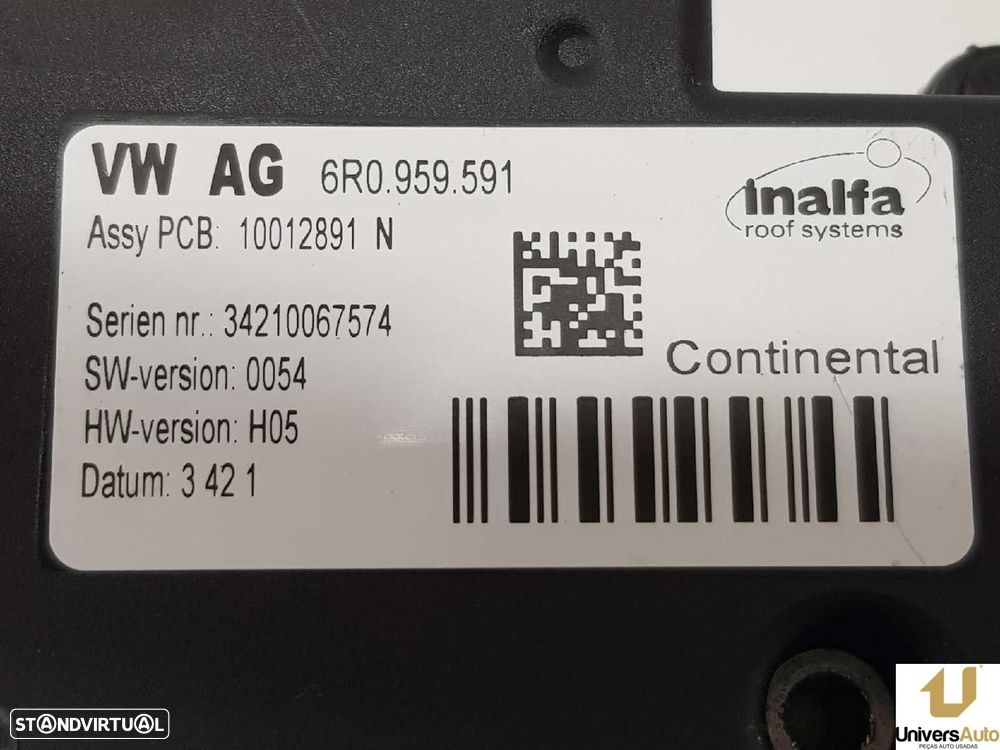 VW AG 6R0.959.591
Assy PCB: 10012891 N
inalfa
roof systems
Serien nr.: 34210067574
SW-version: 0054
Continental
HW-version: H05
Datum: 3 42 1
STANDVIRTUAL
UniversAuto
PEÇAS AUTO USADAS